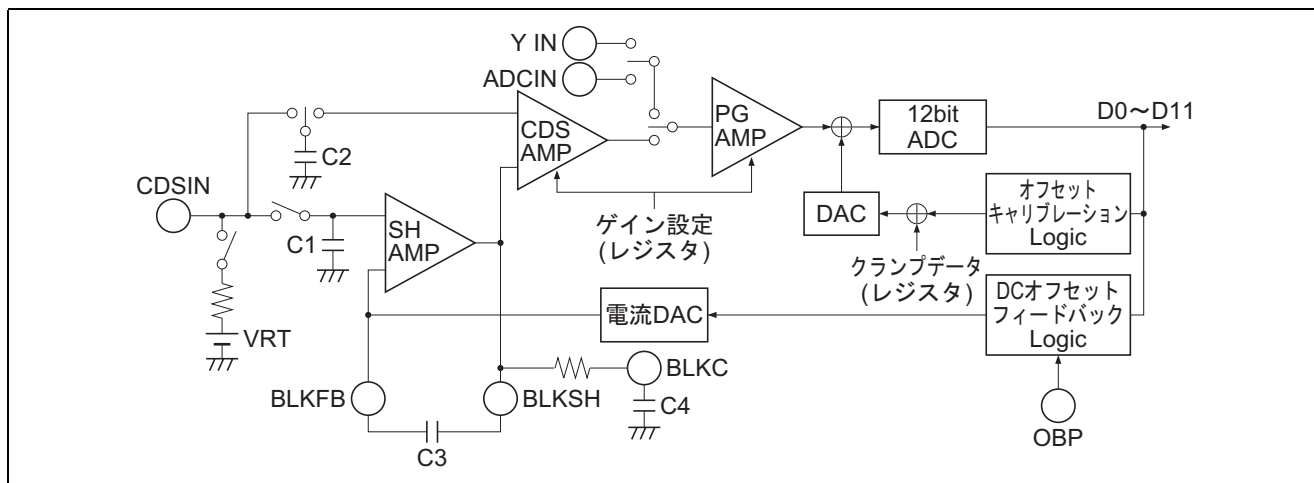 Y IN
ADCIN
CDS
AMP
PG
AMP
12bit
ADC
D0～D11
C2
CDSIN
C1
SH
AMP
ゲイン設定
(レジスタ)
DAC
オフセット
キャリブレーション
Logic
クランプデータ
(レジスタ)
VRT
電流DAC
DCオフセット
フィードバック
Logic
BLKFB
BLKSH
BLKC
C4
C3
OBP